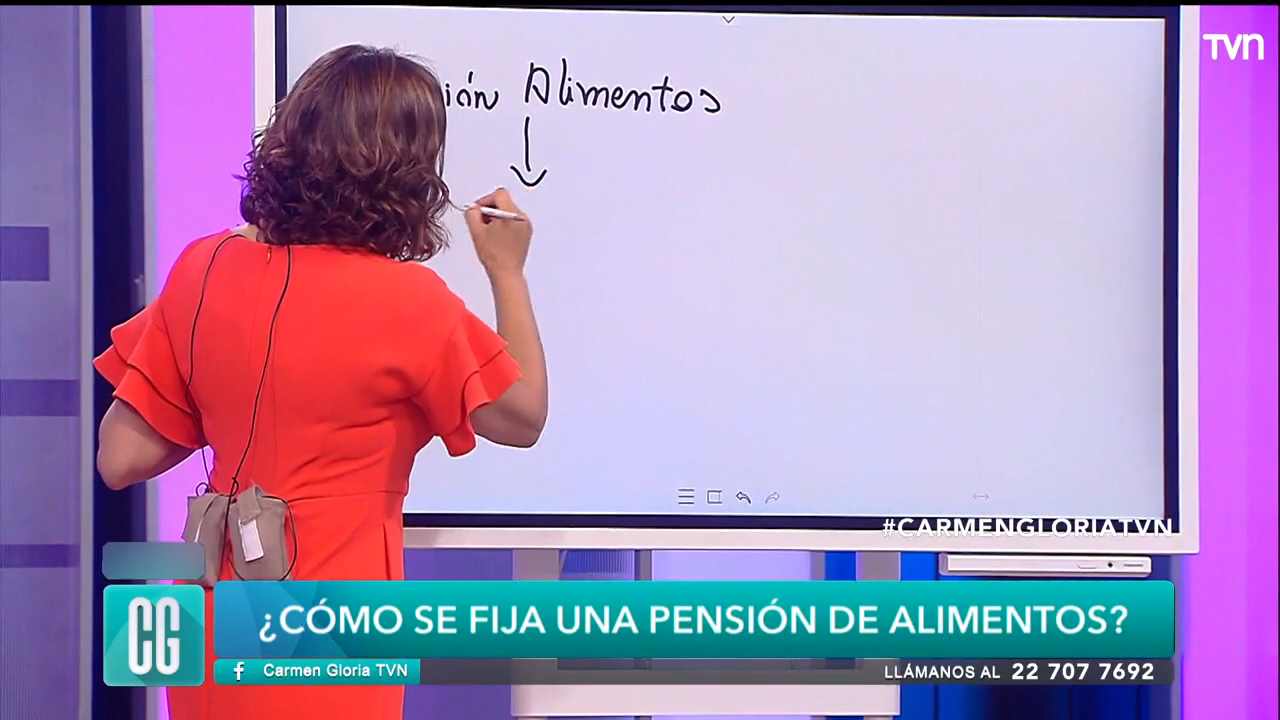 TVN
ión Alimentos
#CARMENGLORIATVN
CG
¿CÓMO SE FIJA UNA PENSIÓN DE ALIMENTOS?
f Carmen Gloria TVN
LLÁMANOS AL 22 707 7692